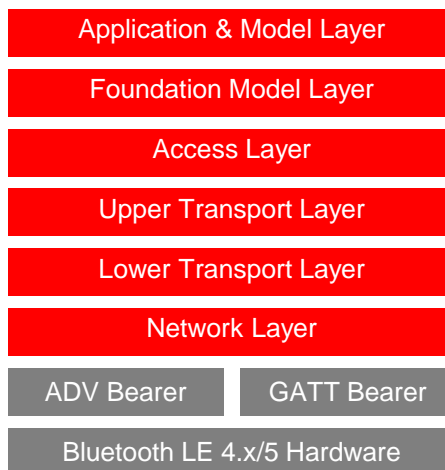 Application & Model Layer
Foundation Model Layer
Access Layer
Upper Transport Layer
Lower Transport Layer
Network Layer
ADV Bearer GATT Bearer
Bluetooth LE 4.x/5 Hardware